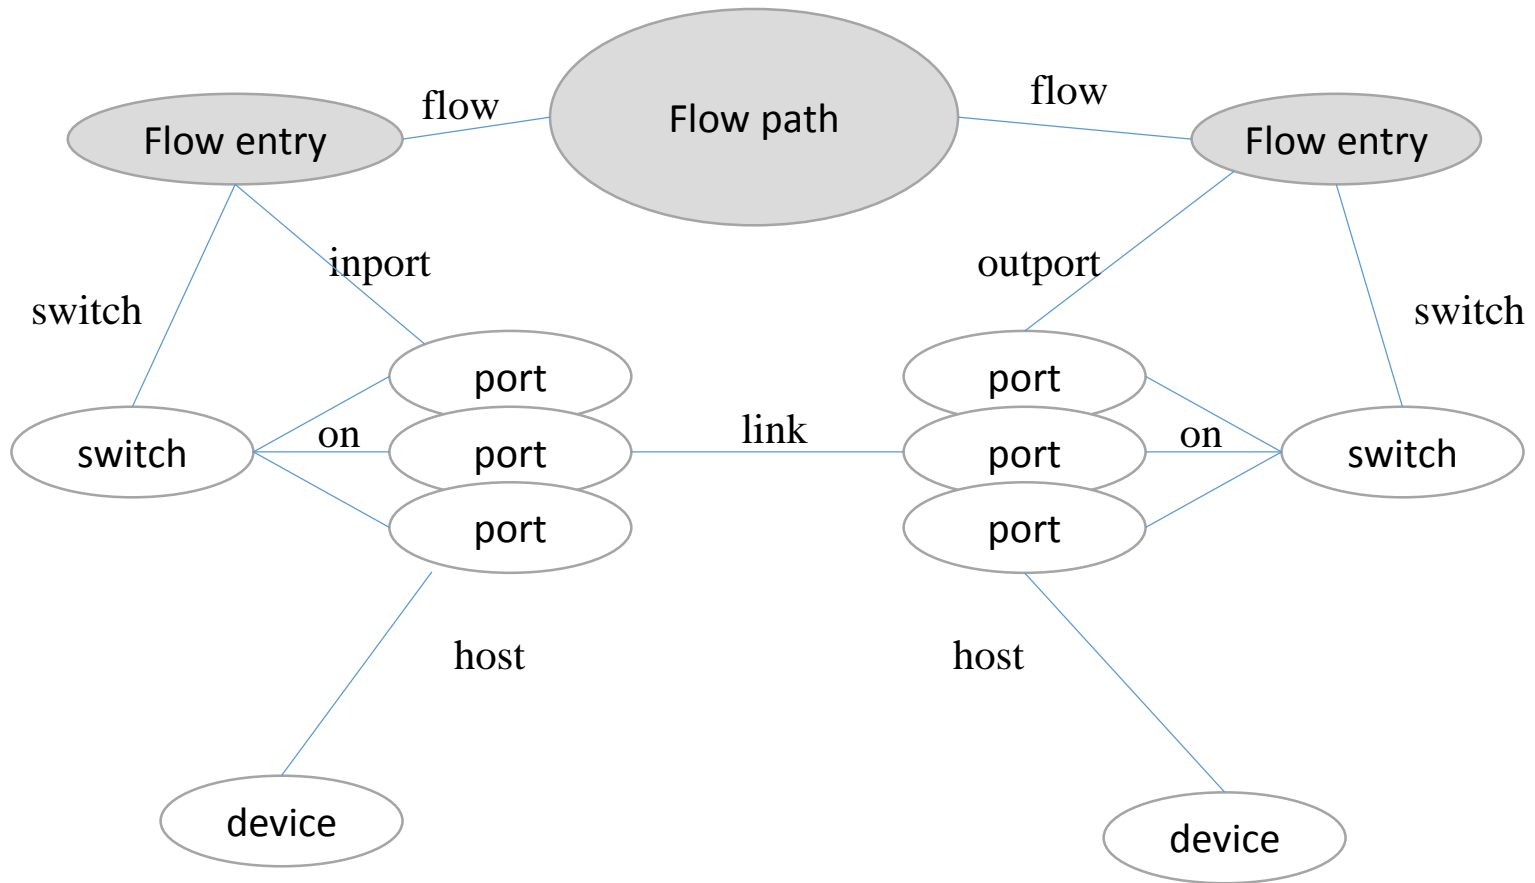 flow
Flow path
flow
Flow entry
Flow entry
inport
outport
switch
switch
port
port
switch
on
port
link
port
on
switch
port
port
host
host
device
device